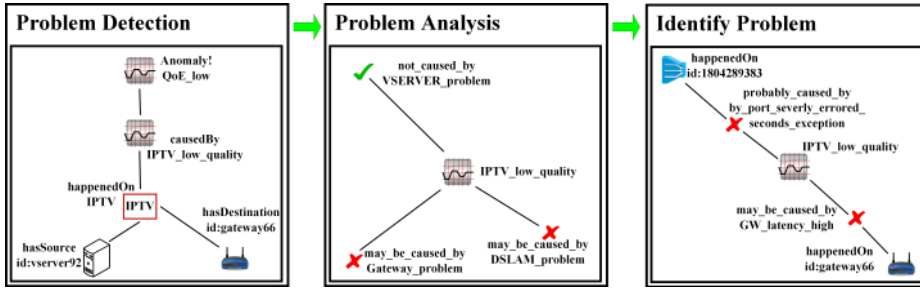 Problem Detection
Anomaly!
QoE_low
causedBy
IPTV_low_quality
happenedOn
IPTV
IPTV
hasDestination
id:gateway66
hasSource
id:vserver92
Problem Analysis
not_caused_by
VSERVER_problem
IPTV_low_quality
may_be_caused_by
Gateway_problem
may_be_caused_by
DSLAM_problem
Identify Problem
happenedOn
id:1804289383
probably_caused_by
by_port_severly_errored_
seconds_exception
IPTV_low_quality
may_be_caused_by
GW_latency_high
happenedOn
id:gateway66